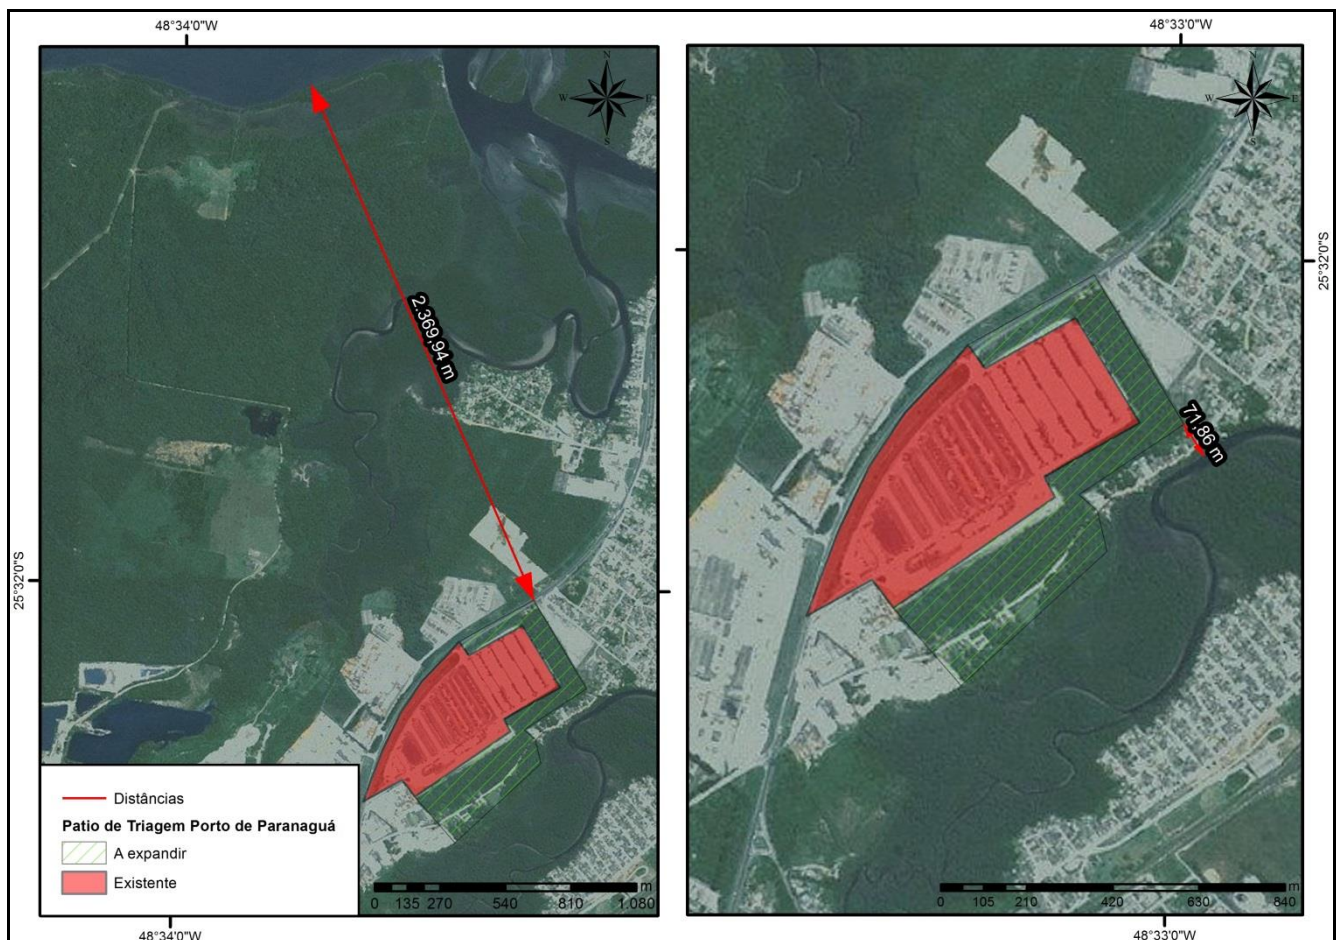 48°34'0"W
48°33'0"W
N
W E
S
N
W E
S
25°32'0"S
2.369,94 m
71,86 m
25°32'0"S
Distâncias
Patio de Triagem Porto de Paranaguá
A expandir
Existente
m
0 135 270 540 810 1.080
m
0 105 210 420 630 840
48°34'0"W
48°33'0"W